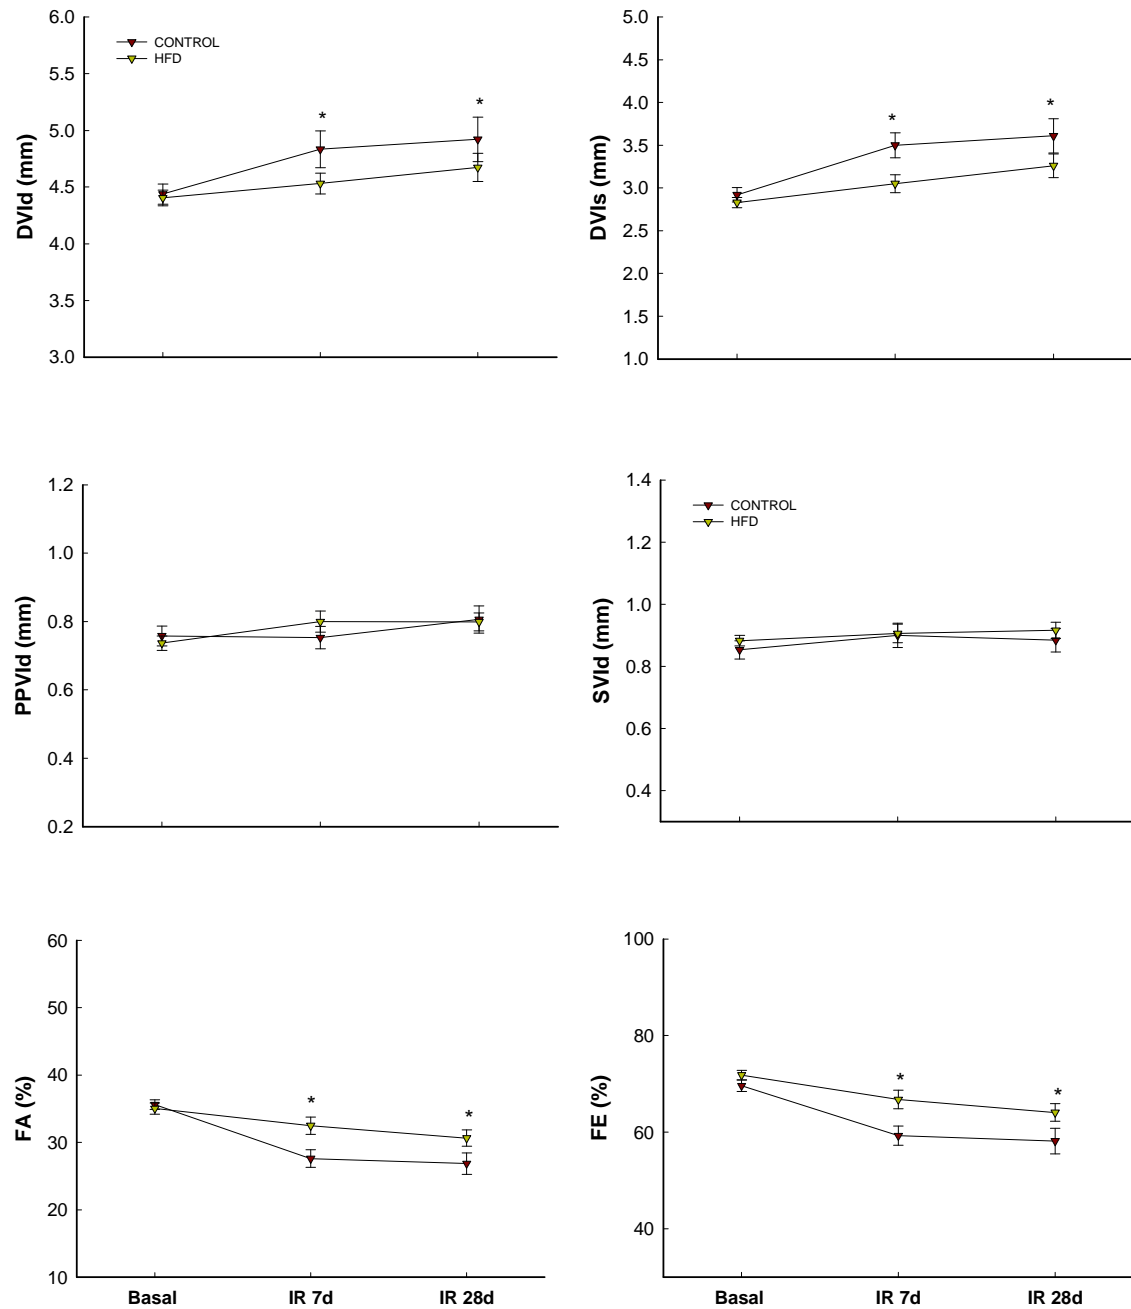 6.0
5.5
5.0
4.5
4.0
3.5
3.0
DVId (mm)
CONTROL
HFD
*
*
5.0
4.5
4.0
3.5
3.0
2.5
2.0
1.5
1.0
DVIs (mm)
*
*
1.2
1.0
0.8
0.6
0.4
0.2
PPVId (mm)
1.4
1.2
1.0
0.8
0.6
0.4
SVId (mm)
CONTROL
HFD
60
50
40
30
20
10
FA (%)
*
*
Basal
IR 7d
IR 28d
100
80
60
40
FE (%)
*
*
Basal
IR 7d
IR 28d